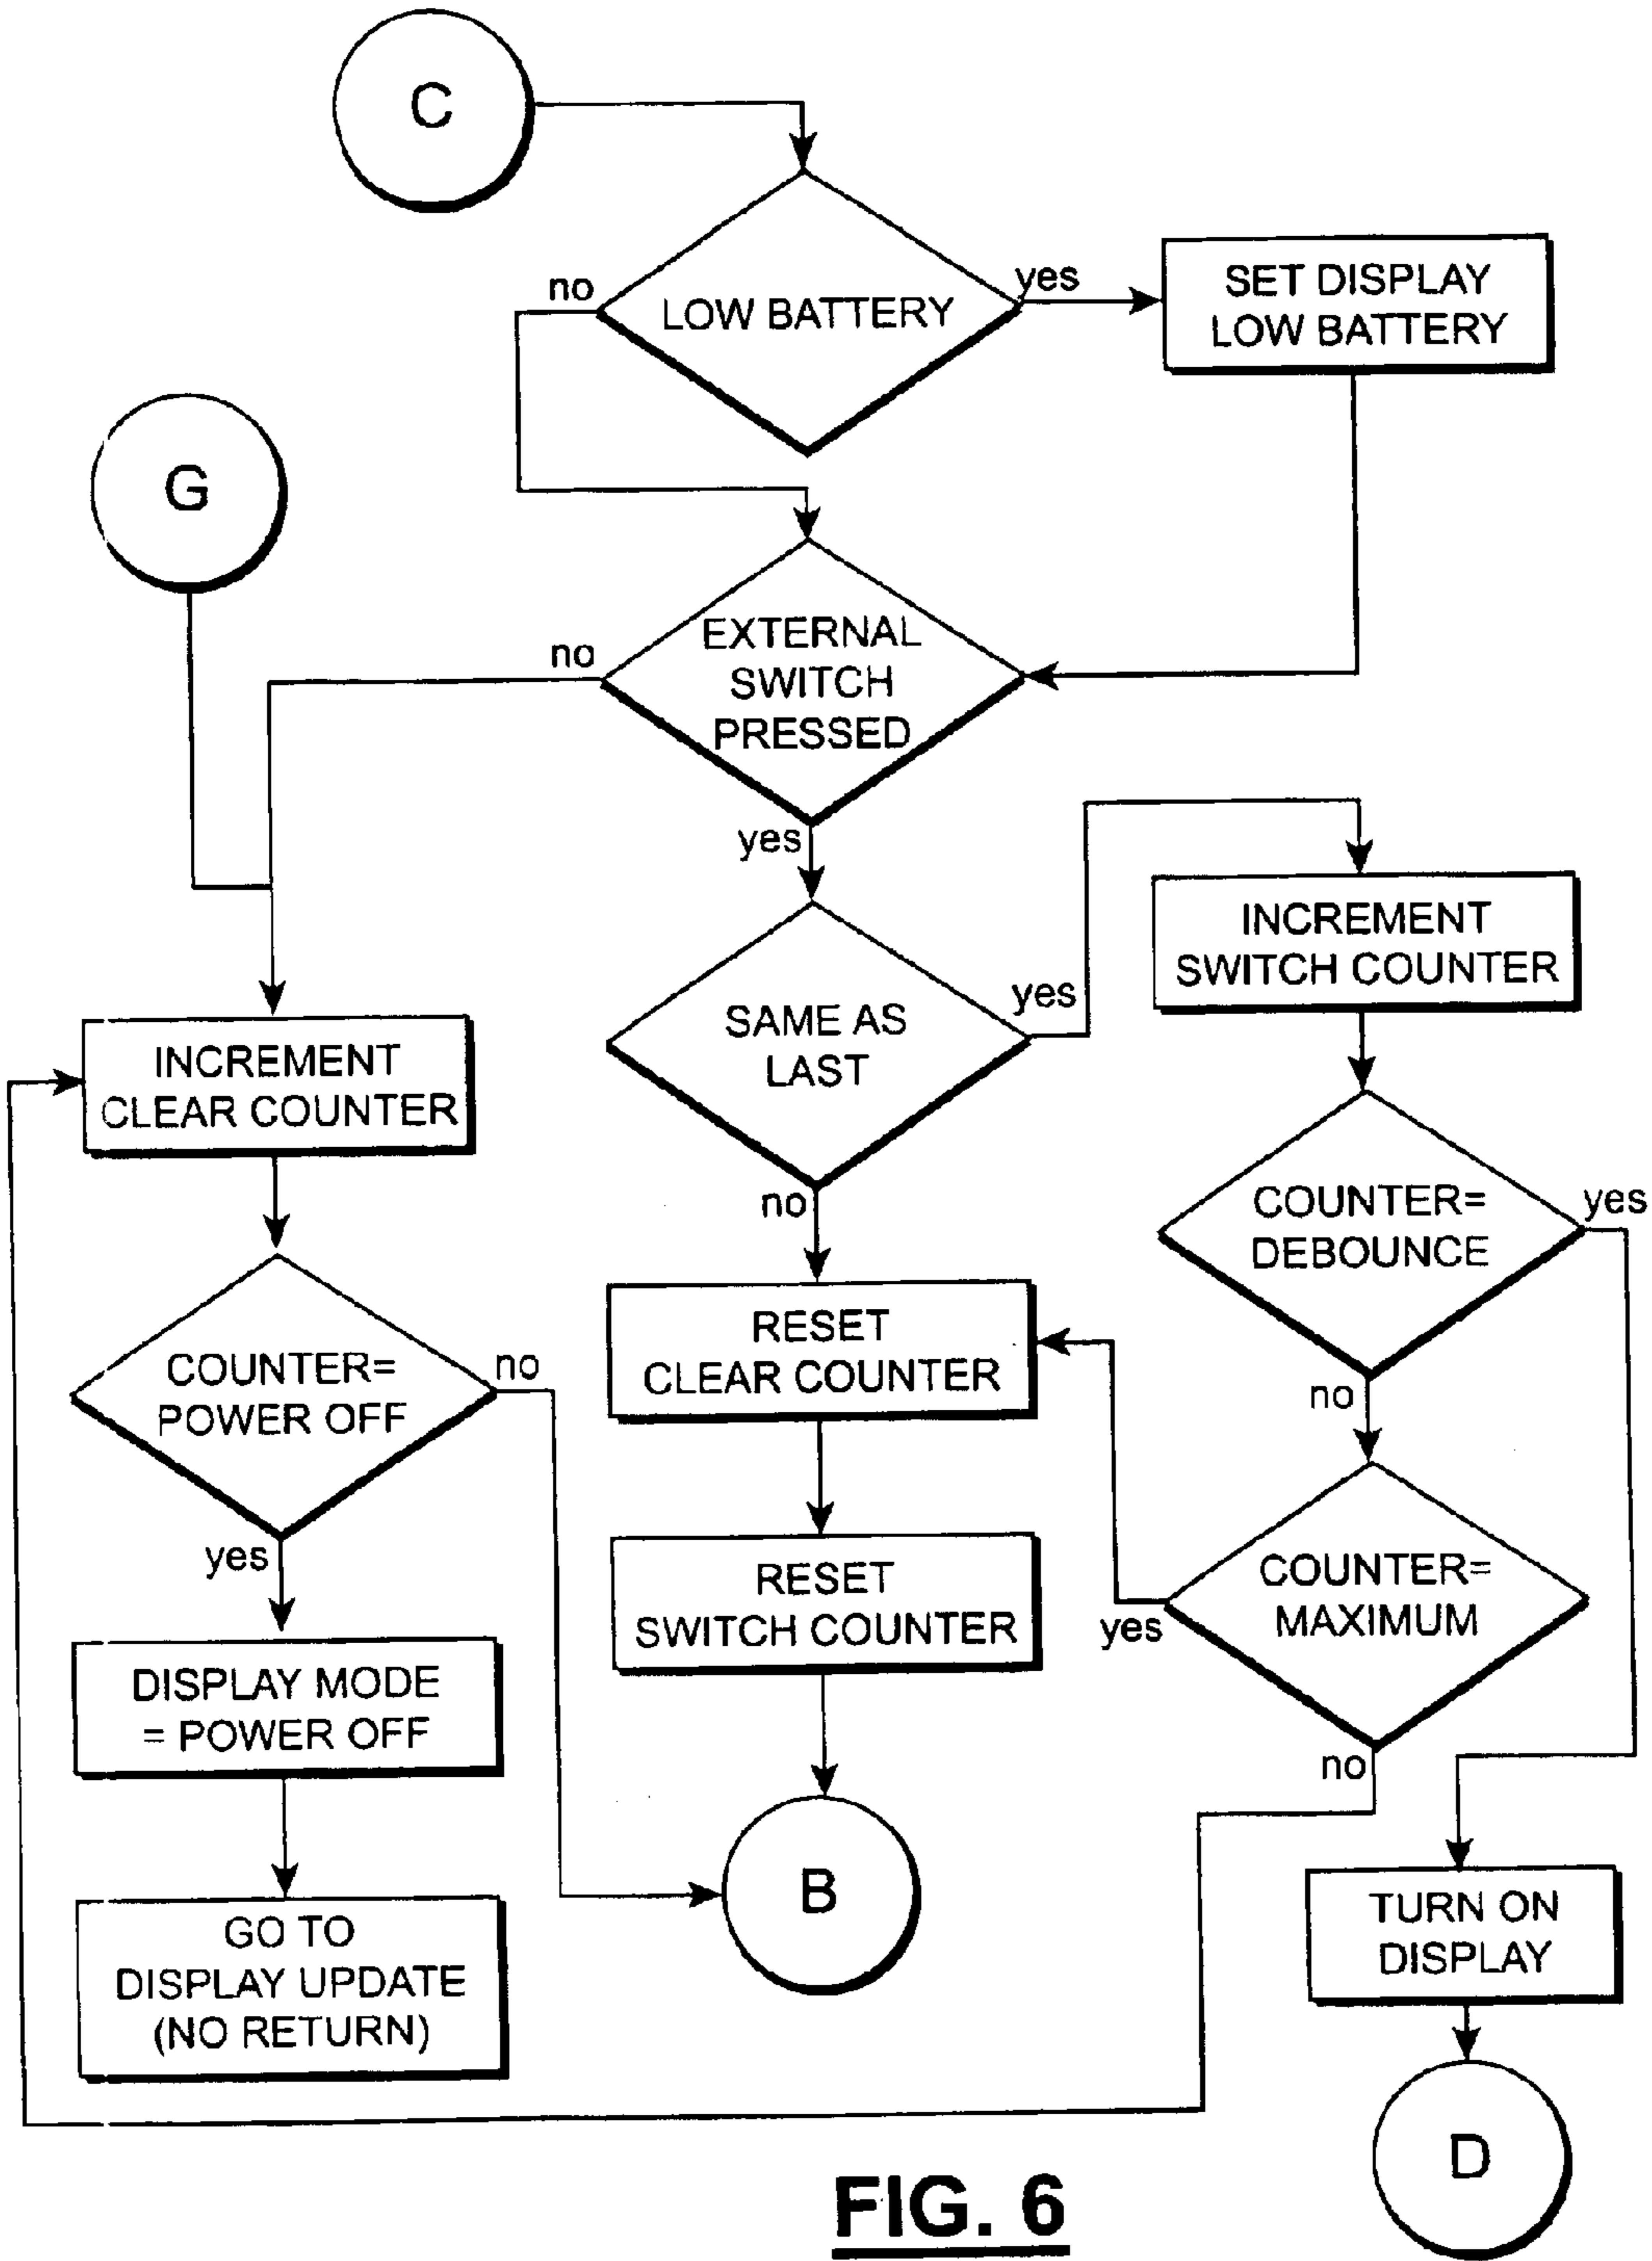 C
no
LOW BATTERY
yes
SET DISPLAY
LOW BATTERY
G
no
EXTERNAL
SWITCH
PRESSED
yes
INCREMENT
SWITCH COUNTER
SAME AS
LAST
yes
no
INCREMENT
CLEAR COUNTER
COUNTER=
DEBOUNCE
yes
no
RESET
CLEAR COUNTER
COUNTER=
POWER OFF
no
yes
RESET
SWITCH COUNTER
COUNTER=
MAXIMUM
yes
no
DISPLAY MODE
= POWER OFF
B
GO TO
DISPLAY UPDATE
(NO RETURN)
TURN ON
DISPLAY
D
FIG. 6